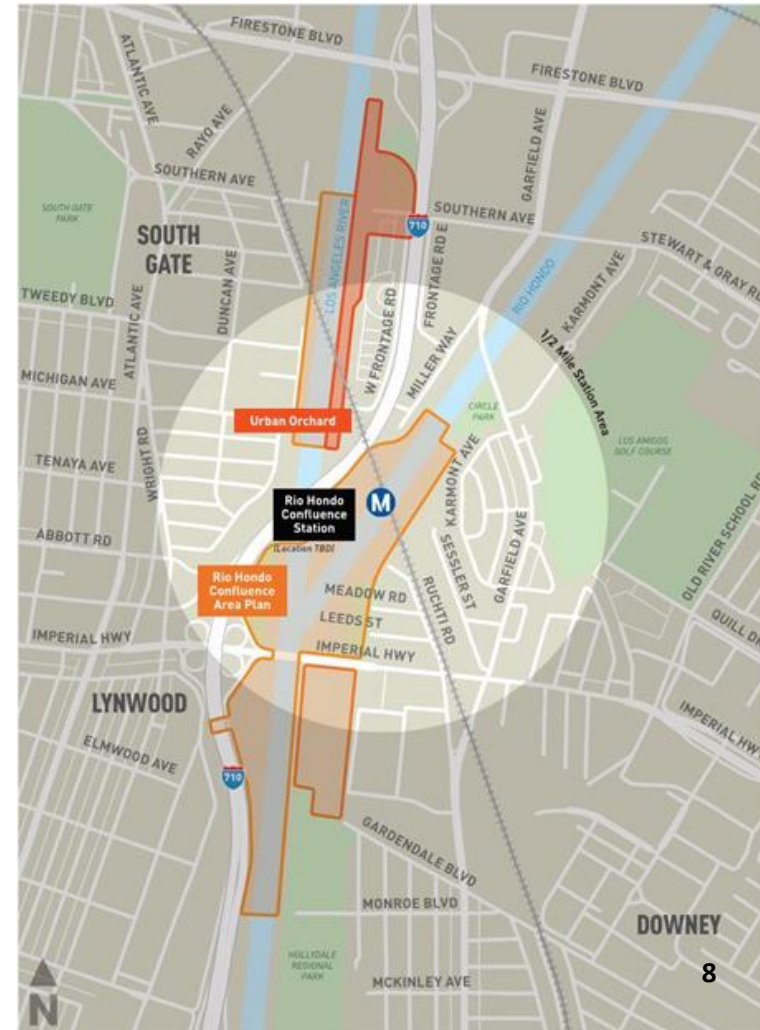 FIRESTONE BLVD
FIRESTONE BLVD
ATLANTIC AVE
RAYO AVE
GARFIELD AVE
SOUTHERN AVE
SOUTH GATE
PARK
SOUTH
GATE
LOS ANGELES RIVER
710
SOUTHERN AVE
STEWART & GRAY RD
DUNCAN AVE
FRONTAGE RD E
RIO HONDO
KARMONT AVE
TWEEDY BLVD
ATLANTIC AVE
W FRONTAGE RD
MILLER WAY
1/2 Mile Station Area
MICHIGAN AVE
Urban Orchard
CIRCLE
PARK
LOS AMIGOS
GOLF COURSE
WRIGHT RD
TENAYA AVE
KARMONT AVE
Rio Hondo
Confluence
Station
M
(Location TBD)
OLD RIVER SCHOOL RD
ABBOTT RD
SESSLER ST
GARFIELD AVE
Rio Hondo
Confluence
Area Plan
MEADOW RD
RUCHTI RD
LEEDS ST
QUILL DR
IMPERIAL HWY
IMPERIAL HWY
LYNWOOD
IMPERIAL HWY
ELMWOOD AVE
710
GARDENDALE BLVD
MONROE BLVD
DOWNEY
HOLLYDALE
REGIONAL
PARK
8
MCKINLEY AVE
N